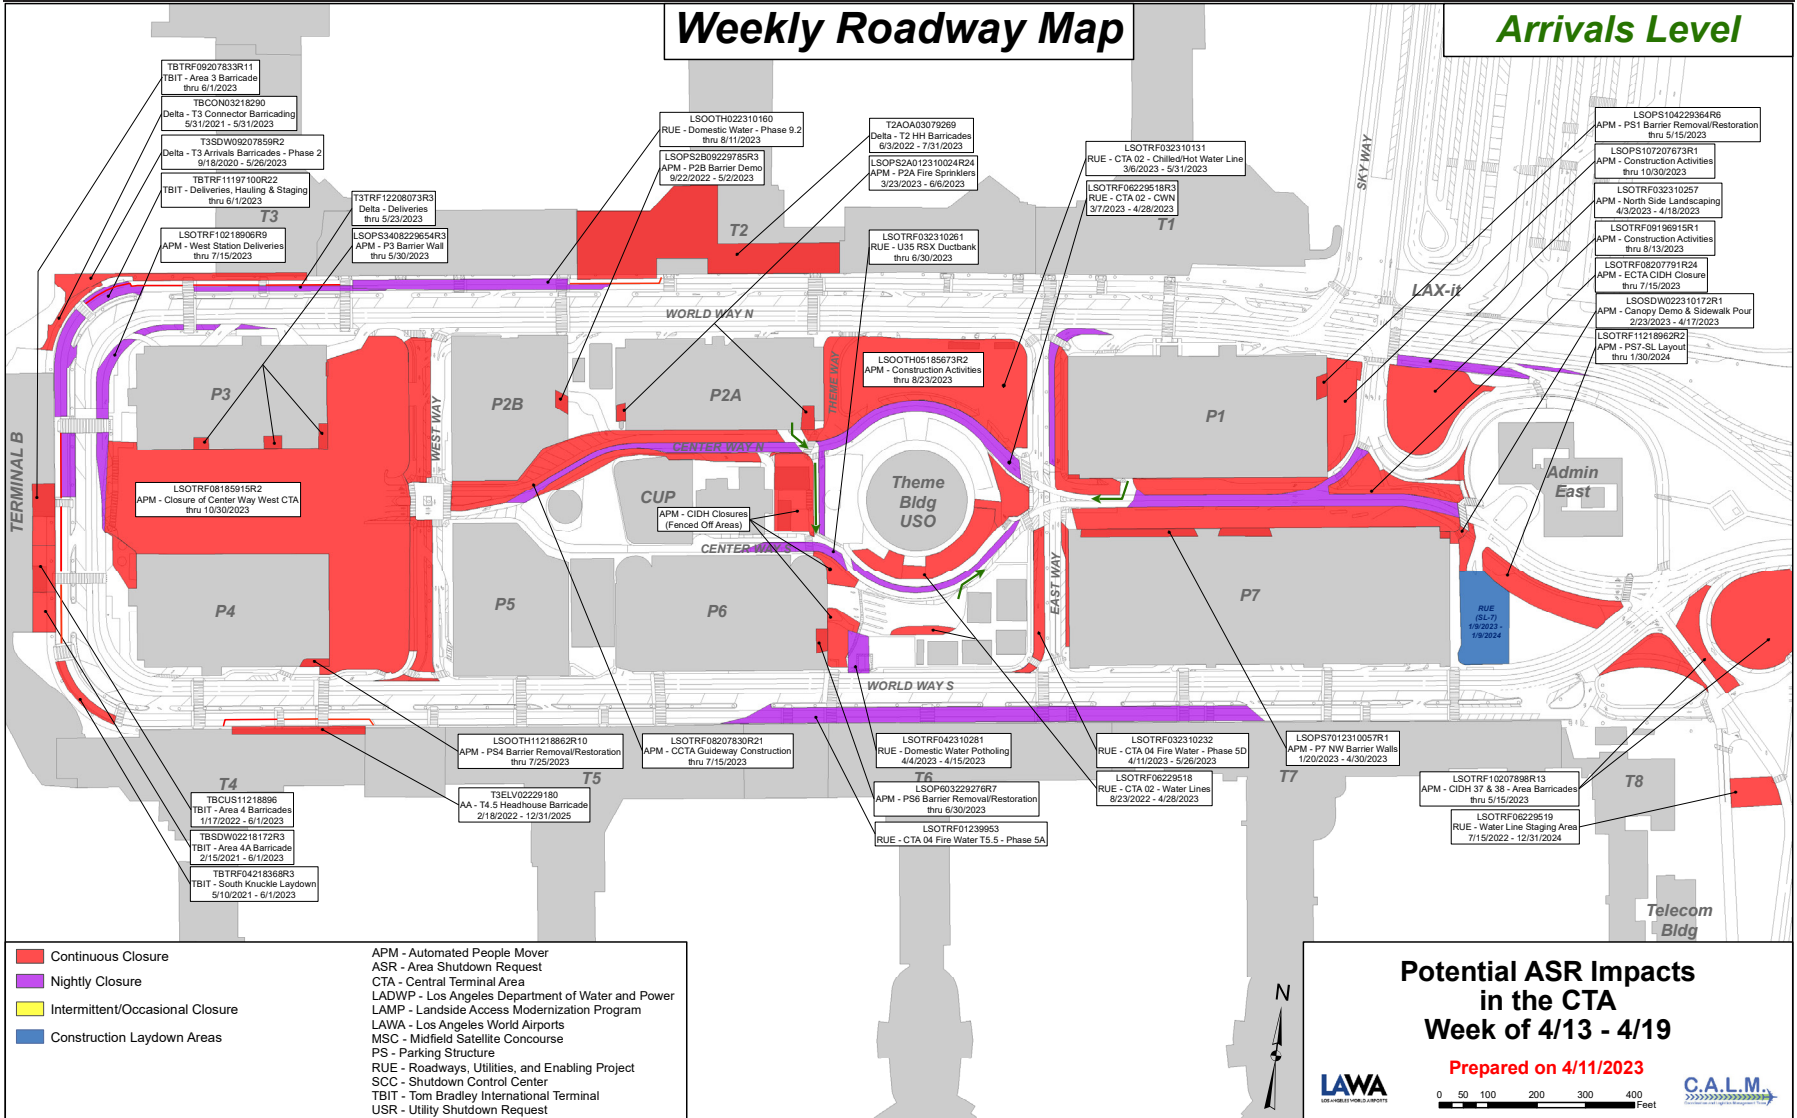 Weekly Roadway Map
Arrivals Level
TBTRF09207833R11
TBIT - Area 3 Barricade
thru 6/1/2023
TBCON03218290
Delta - T3 Connector Barricading
5/31/2021 - 5/31/2023
T3SDW09207859R2
Delta - T3 Arrivals Barricades - Phase 2
9/18/2020 - 5/26/2023
TBTRF11197100R22
TBIT - Deliveries, Hauling & Staging
thru 6/1/2023
LSOTRF10218906R9
APM - West Station Deliveries
thru 7/15/2023
T3TRF12208073R3
Delta - Deliveries
thru 5/23/2023
LSOPS3408229654R3
APM - P3 Barrier Wall
thru 5/30/2023
LSOOTH022310160
RUE - Domestic Water - Phase 9.2
thru 8/11/2023
LSOPS2B09229785R3
APM - P2B Barrier Demo
9/22/2022 - 5/2/2023
T2AOA03079269
Delta - T2 HH Barricades
6/3/2022 - 7/31/2023
LSOPS2A012310024R24
APM - P2A Fire Sprinklers
3/23/2023 - 6/6/2023
LSOTRF032310261
RUE - U35 RSX Ductbank
thru 6/30/2023
LSOTRF032310131
RUE - CTA 02 - Chilled/Hot Water Line
3/6/2023 - 5/31/2023
LSOTRF06229518R3
RUE - CTA 02 - CWN
3/7/2023 - 4/28/2023
LSOPS104229364R6
APM - PS1 Barrier Removal/Restoration
thru 5/15/2023
LSOPS107207673R1
APM - Construction Activities
thru 10/30/2023
LSOTRF032310257
APM - North Side Landscaping
4/3/2023 - 4/18/2023
LSOTRF09196915R1
APM - Construction Activities
thru 8/13/2023
LSOTRF08207791R24
APM - ECTA CIDH Closure
thru 7/15/2023
LSOSDW022310172R1
APM - Canopy Demo & Sidewalk Pour
2/23/2023 - 4/17/2023
LSOTRF11218962R2
APM - PS7-SL Layout
thru 1/30/2024
T3
T2
T1
SKY WAY
LAX-it
WORLD WAY N
LSOOTH05185673R2
APM - Construction Activities
thru 8/23/2023
P3
P2B
P2A
P1
THEME WAY
WEST WAY
CENTER WAY N
TERMINAL B
LSOTRF08185915R2
APM - Closure of Center Way West CTA
thru 10/30/2023
CUP
Theme
Bldg
USO
Admin
East
APM - CIDH Closures
(Fenced Off Areas)
CENTER WAY S
EAST WAY
P4
P5
P6
P7
RUE
(SL-7)
1/9/2023 -
1/9/2024
WORLD WAY S
LSOOTH11218862R10
APM - PS4 Barrier Removal/Restoration
thru 7/25/2023
LSOTRF08207830R21
APM - CCTA Guideway Construction
thru 7/15/2023
LSOTRF042310281
RUE - Domestic Water Potholing
4/4/2023 - 4/15/2023
LSOTRF032310232
RUE - CTA 04 Fire Water - Phase 5D
4/11/2023 - 5/26/2023
LSOPS7012310057R1
APM - P7 NW Barrier Walls
1/20/2023 - 4/30/2023
T4
T5
T6
T7
T8
TBCUS11218896
TBIT - Area 4 Barricades
1/17/2022 - 6/1/2023
T3ELV02229180
AA - T4.5 Headhouse Barricade
2/18/2022 - 12/31/2025
LSOP603229276R7
APM - PS6 Barrier Removal/Restoration
thru 6/30/2023
LSOTRF06229518
RUE - CTA 02 - Water Lines
8/23/2022 - 4/28/2023
LSOTRF10207898R13
APM - CIDH 37 & 38 - Area Barricades
thru 5/15/2023
TBSDW02218172R3
TBIT - Area 4A Barricade
2/15/2021 - 6/1/2023
LSOTRF01239953
RUE - CTA 04 Fire Water T5.5 - Phase 5A
LSOTRF06229519
RUE - Water Line Staging Area
7/15/2022 - 12/31/2024
TBTRF04218368R3
TBIT - South Knuckle Laydown
5/10/2021 - 6/1/2023
Telecom
Bldg
Continuous Closure
Nightly Closure
Intermittent/Occasional Closure
Construction Laydown Areas
APM - Automated People Mover
ASR - Area Shutdown Request
CTA - Central Terminal Area
LADWP - Los Angeles Department of Water and Power
LAMP - Landside Access Modernization Program
LAWA - Los Angeles World Airports
MSC - Midfield Satellite Concourse
PS - Parking Structure
RUE - Roadways, Utilities, and Enabling Project
SCC - Shutdown Control Center
TBIT - Tom Bradley International Terminal
USR - Utility Shutdown Request
N
Potential ASR Impacts
in the CTA
Week of 4/13 - 4/19
Prepared on 4/11/2023
LAWA
LOS ANGELES WORLD AIRPORTS
0 50 100 200 300 400
Feet
C.A.L.M.